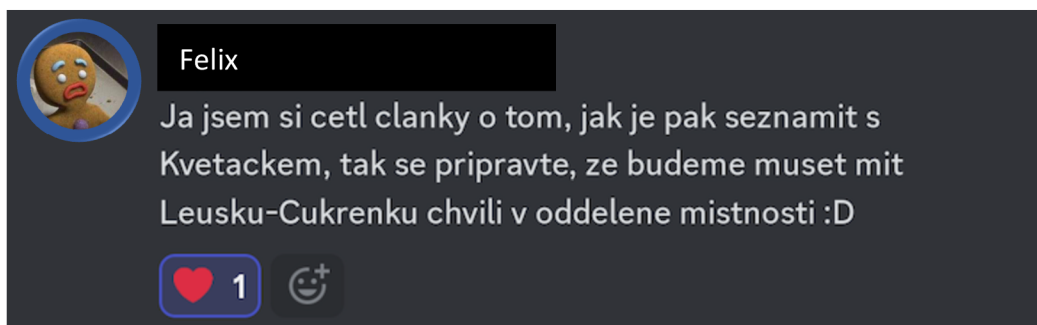 Felix
Ja jsem si cetl clanky o tom, jak je pak seznamit s
Kvetackem, tak se pripravte, ze budeme muset mit
Leusku-Cukrenku chvili v oddelene mistnosti :D
1